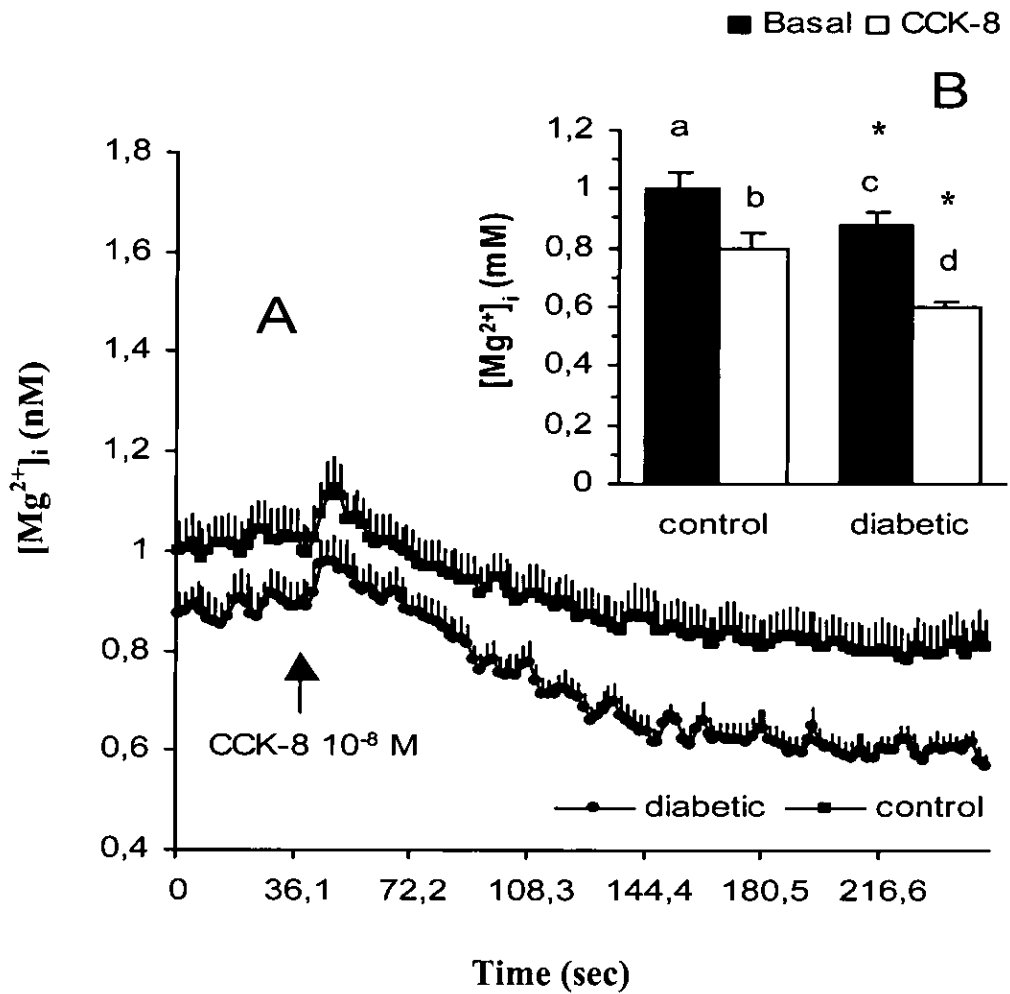 Basal CCK-8
B
1,2
1
0,8
0,6
0,4
0,2
0
[Mg²⁺]ᵢ (mM)
a
b
*
c
*
d
control diabetic
A
1,8
1,6
1,4
1,2
1
0,8
0,6
0,4
[Mg²⁺]ᵢ (nM)
CCK-8 10⁻⁸ M
diabetic control
0 36,1 72,2 108,3 144,4 180,5 216,6
Time (sec)